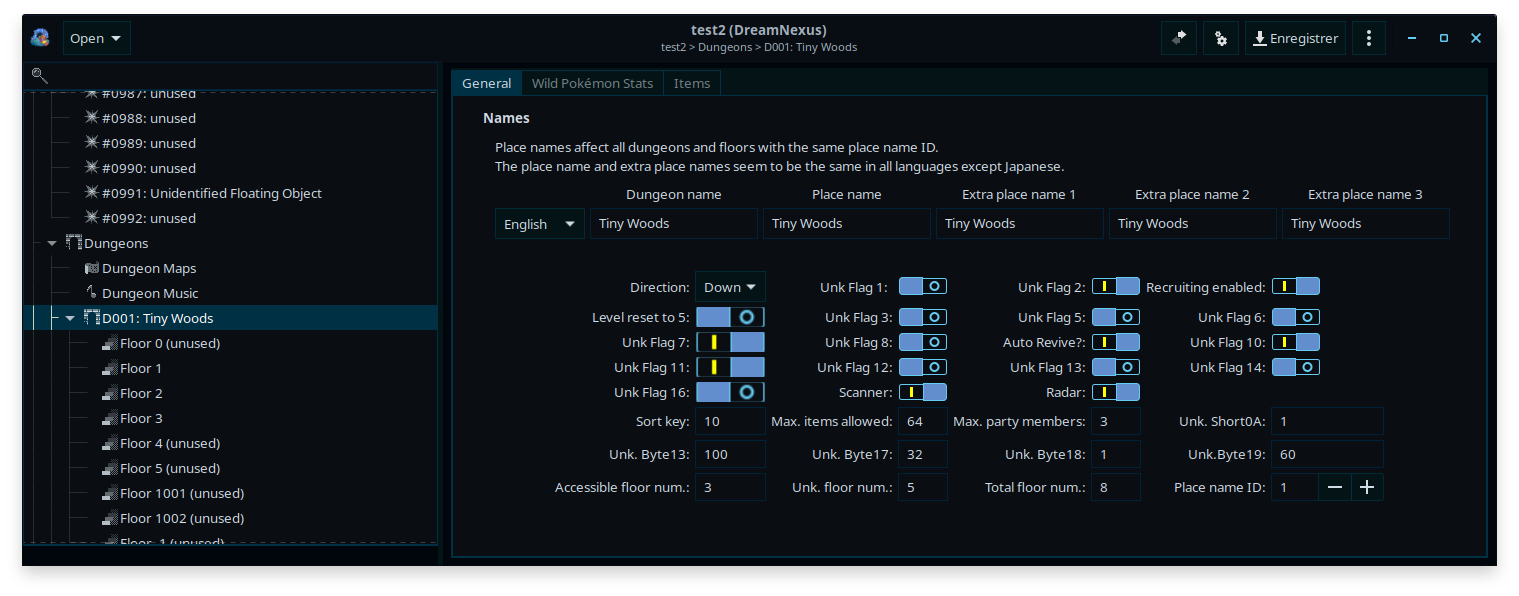 Open
test2 (DreamNexus)
test2 > Dungeons > D001: Tiny Woods
Enregistrer
#0987: unused
#0988: unused
#0989: unused
#0990: unused
#0991: Unidentified Floating Object
#0992: unused
Dungeons
Dungeon Maps
Dungeon Music
D001: Tiny Woods
Floor 0 (unused)
Floor 1
Floor 2
Floor 3
Floor 4 (unused)
Floor 5 (unused)
Floor 1001 (unused)
Floor 1002 (unused)
Floor -1 (unused)
General Wild Pokémon Stats Items
Names
Place names affect all dungeons and floors with the same place name ID.
The place name and extra place names seem to be the same in all languages except Japanese.
Dungeon name Place name Extra place name 1 Extra place name 2 Extra place name 3
English Tiny Woods Tiny Woods Tiny Woods Tiny Woods Tiny Woods
Direction: Down Unk Flag 1: Unk Flag 2: Recruiting enabled:
Level reset to 5: Unk Flag 3: Unk Flag 5: Unk Flag 6:
Unk Flag 7: Unk Flag 8: Auto Revive?: Unk Flag 10:
Unk Flag 11: Unk Flag 12: Unk Flag 13: Unk Flag 14:
Unk Flag 16: Scanner: Radar:
Sort key: 10 Max. items allowed: 64 Max. party members: 3 Unk. Short0A: 1
Unk. Byte13: 100 Unk. Byte17: 32 Unk. Byte18: 1 Unk.Byte19: 60
Accessible floor num.: 3 Unk. floor num.: 5 Total floor num.: 8 Place name ID: 1